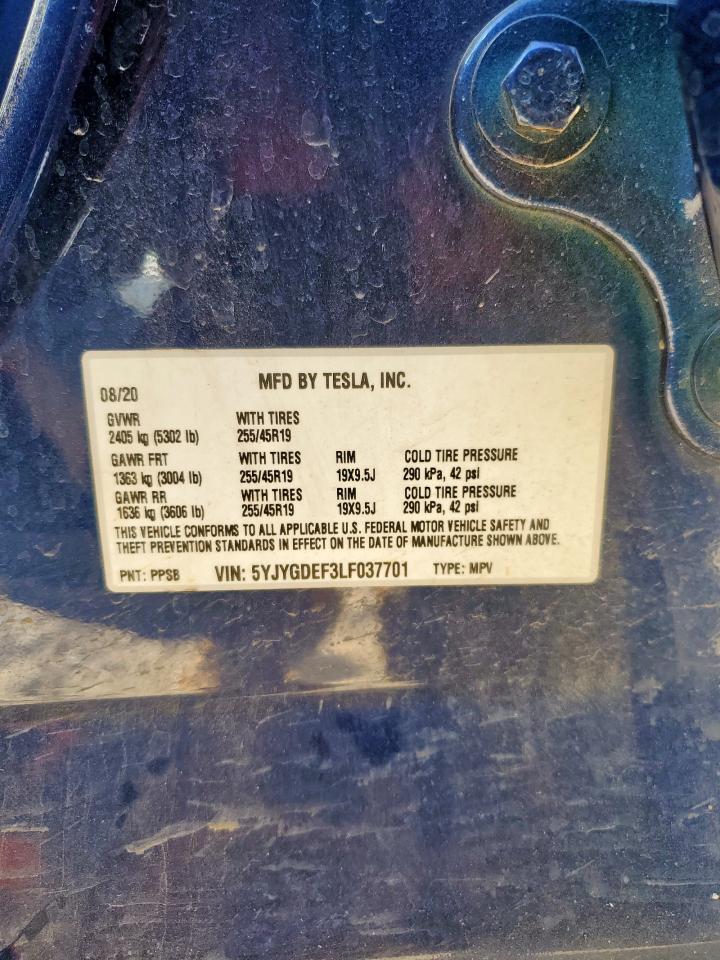 MFD BY TESLA, INC.
08/20
GVWR WITH TIRES
2405 kg (5302 lb) 255/45R19
GAWR FRT WITH TIRES RIM COLD TIRE PRESSURE
1363 kg (3004 lb) 255/45R19 19X9.5J 290 kPa, 42 psi
GAWR RR WITH TIRES RIM COLD TIRE PRESSURE
1636 kg (3606 lb) 255/45R19 19X9.5J 290 kPa, 42 psi
THIS VEHICLE CONFORMS TO ALL APPLICABLE U.S. FEDERAL MOTOR VEHICLE SAFETY AND
THEFT PREVENTION STANDARDS IN EFFECT ON THE DATE OF MANUFACTURE SHOWN ABOVE.
PNT: PPSB VIN: 5YJYGDEF3LF037701 TYPE: MPV